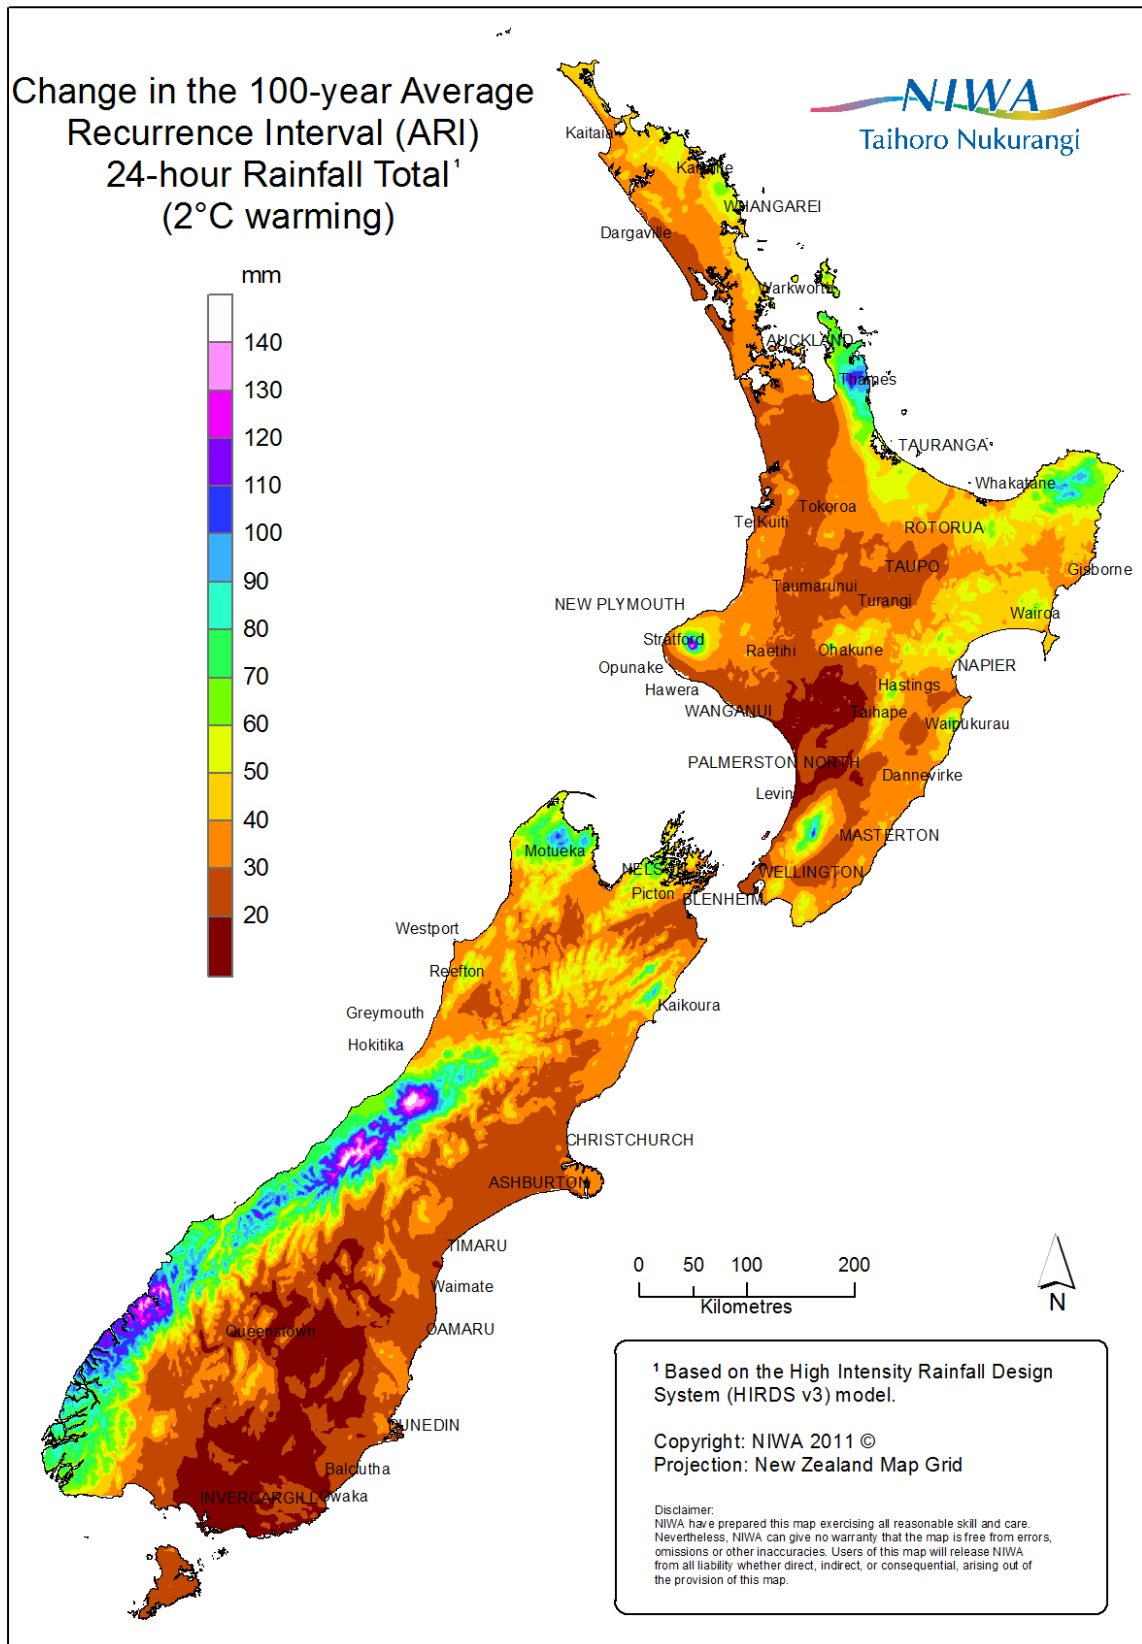 Change in the 100-year Average
Recurrence Interval (ARI)
24-hour Rainfall Total ¹
(2°C warming)
NIWA
Taihoro Nukurangi
mm
140
130
120
110
100
90
80
70
60
50
40
30
20
Kaitaia
WHANGAREI
Dargaville
Warkworth
AUCKLAND
Thames
TAURANGA
Whakatane
Tokoroa
Te Kuiti
ROTORUA
TAUPO
Gisborne
Taumarunui
Turangi
NEW PLYMOUTH
Wairoa
Stratford
Raetihi
Ohakune
Opunake
NAPIER
Hawera
Hastings
WANGANUI
Taihape
Waipukurau
PALMERSTON NORTH
Dannevirke
Levin
MASTERTON
Motueka
WELLINGTON
Picton
BLENHEIM
Westport
Reefton
Kaikoura
Greymouth
Hokitika
CHRISTCHURCH
ASHBURTON
TIMARU
Waimate
OAMARU
Queenstown
DUNEDIN
Balclutha
INVERCARGILL
Owaka
0 50 100 200
Kilometres
N
¹ Based on the High Intensity Rainfall Design
System (HIRDS v3) model.
Copyright: NIWA 2011 ©
Projection: New Zealand Map Grid
Disclaimer:
NIWA have prepared this map exercising all reasonable skill and care.
Nevertheless, NIWA can give no warranty that the map is free from errors,
omissions or other inaccuracies. Users of this map will release NIWA
from all liability whether direct, indirect, or consequential, arising out of
the provision of this map.